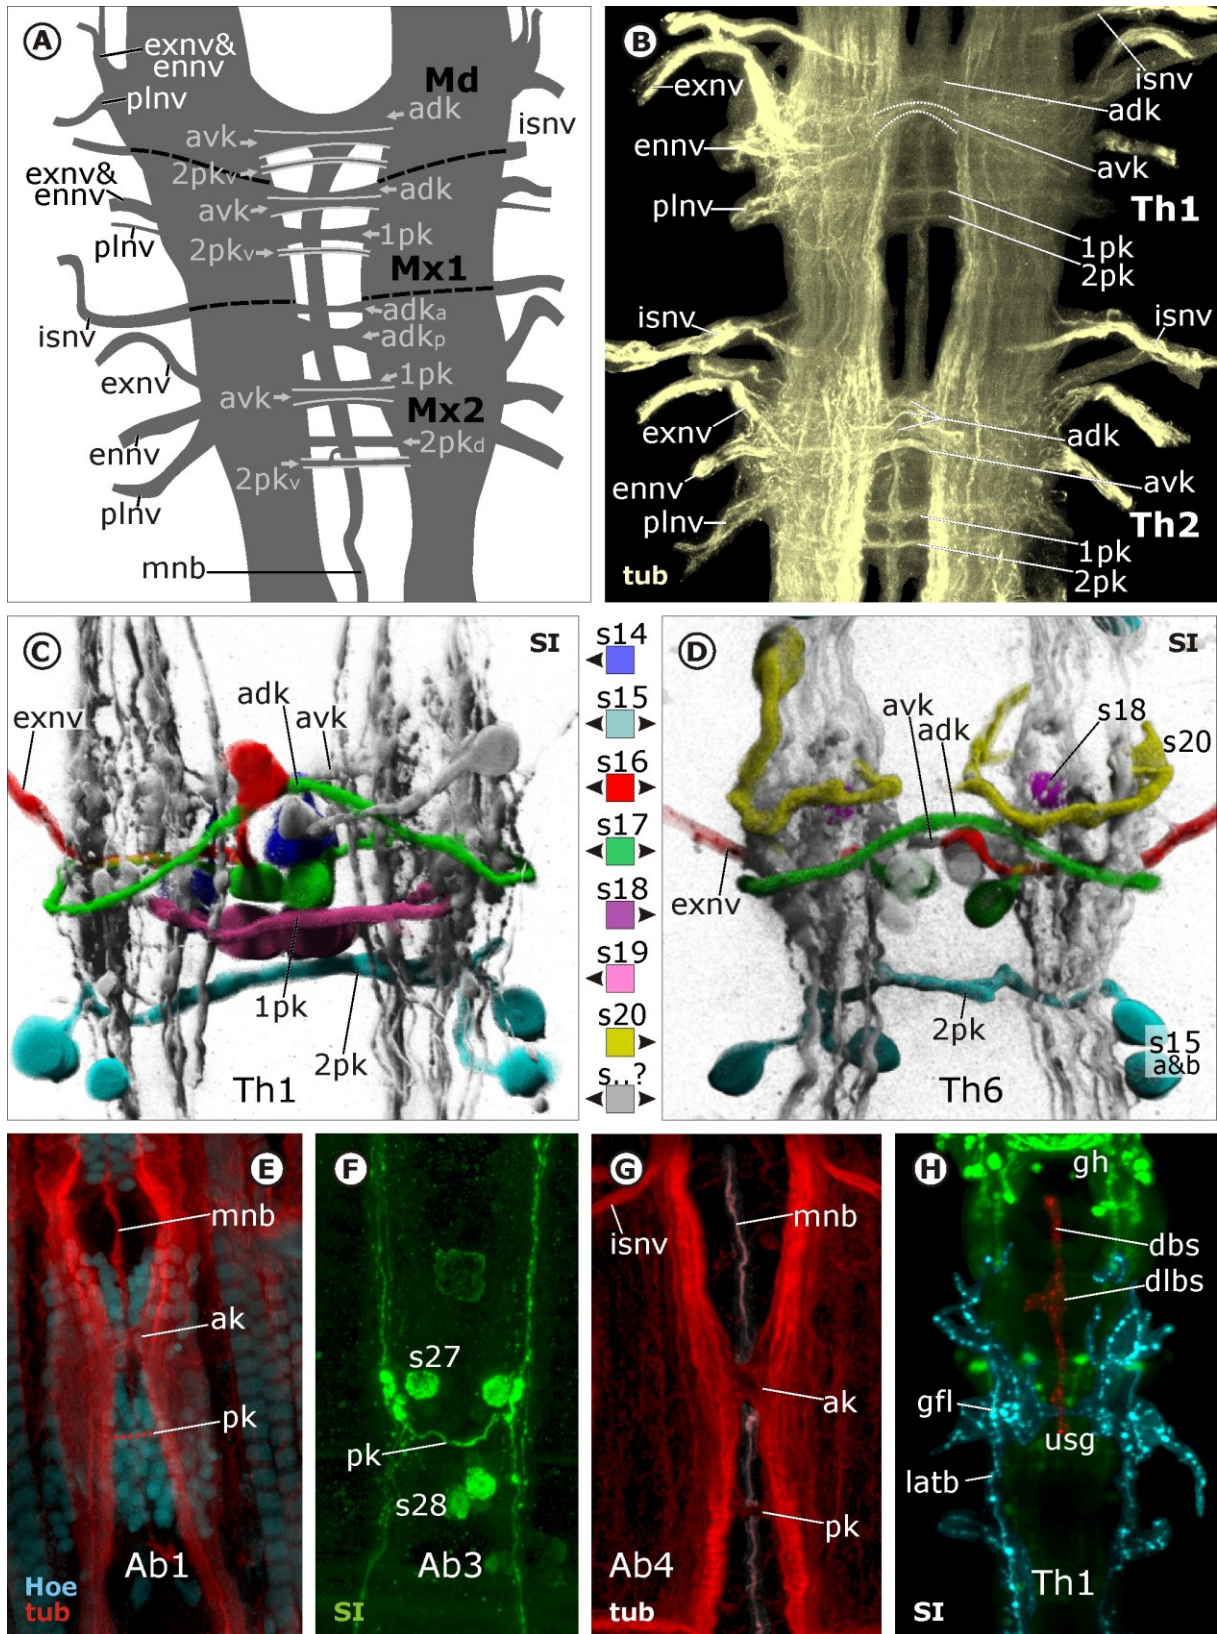 A
exnv&
ennv
plnv
Md
adk
isnv
avk
2pkv
exnv&
ennv
adk
avk
plnv
1pk
2pkv
Mx1
adka
isnv
adkp
exnv
1pk
avk
Mx2
ennv
2pkd
2pkv
plnv
mnb
B
exnv
isnv
adk
ennv
avk
plnv
Th1
1pk
2pk
isnv
isnv
exnv
adk
ennv
avk
plnv
Th2
1pk
2pk
tub
C
SI
adk
avk
exnv
1pk
2pk
Th1
s14
s15
s16
s17
s18
s19
s20
s..?
D
SI
avk
adk
s18
s20
exnv
2pk
s15
a&b
Th6
E
mnb
ak
pk
Ab1
Hoe
tub
F
s27
pk
s28
Ab3
SI
G
mnb
isnv
ak
pk
Ab4
tub
H
gh
dbs
dlbs
gfl
usg
latb
Th1
SI